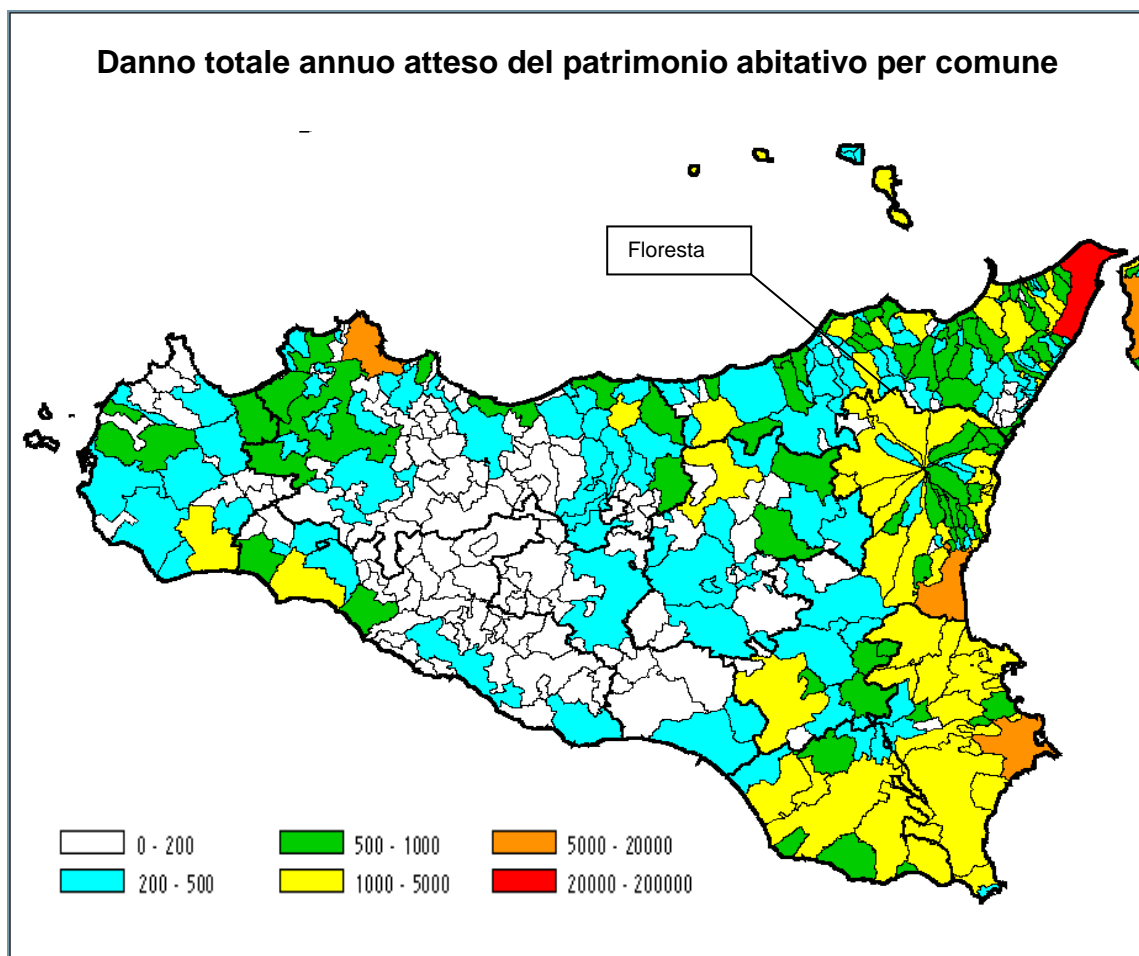 Danno totale annuo atteso del patrimonio abitativo per comune
Floresta
0 - 200
500 - 1000
5000 - 20000
200 - 500
1000 - 5000
20000 - 200000